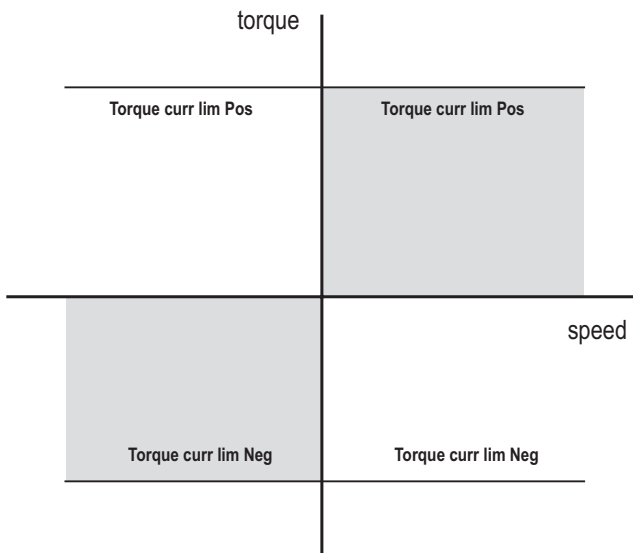 torque
Torque curr lim Pos
Torque curr lim Pos
speed
Torque curr lim Neg
Torque curr lim Neg